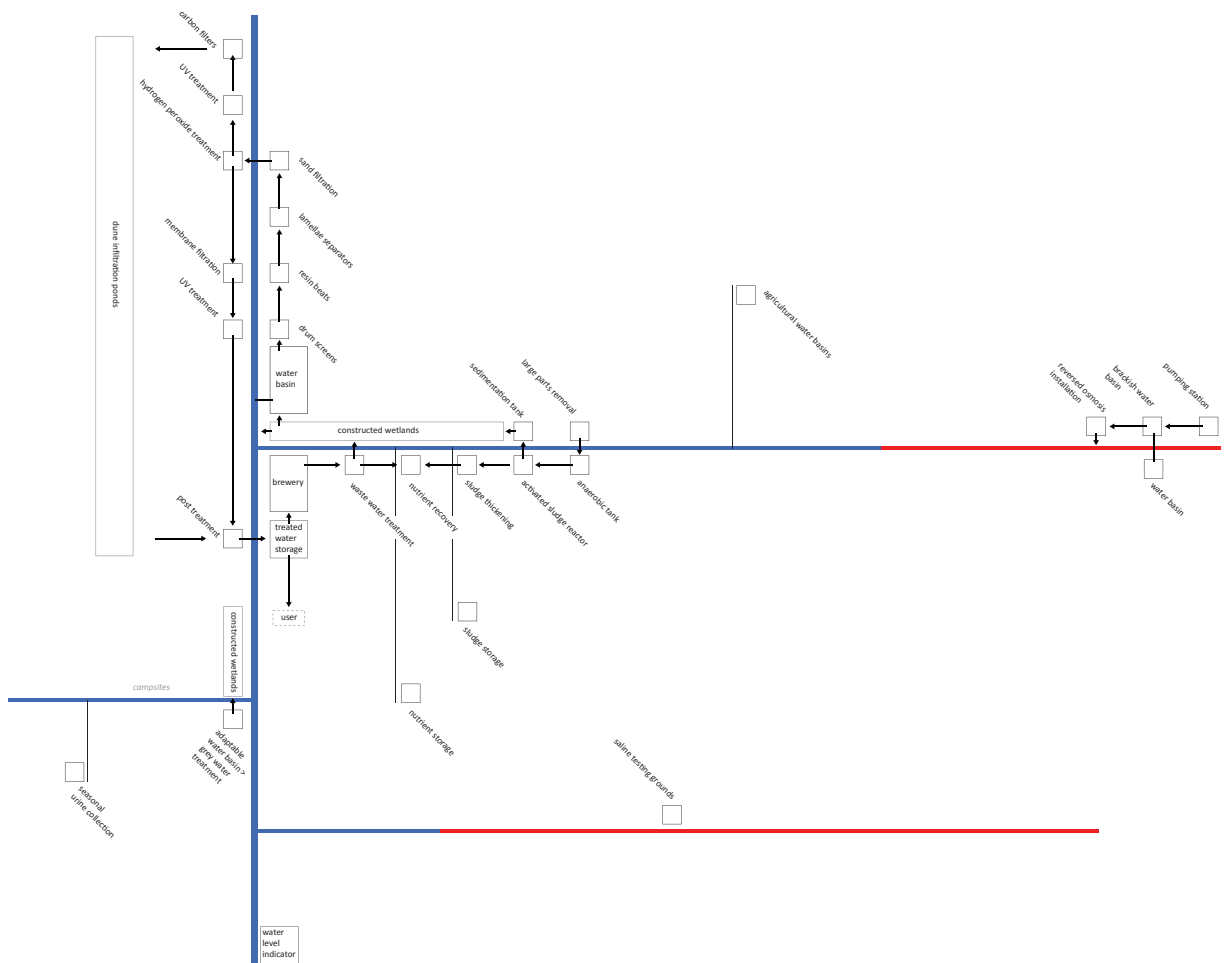 carbon filters
UV treatment
hydrogen peroxide treatment
sand filtration
lamellae separators
dune infiltration ponds
membrane filtration
UV treatment
resin beats
drum screens
agricultural water basins
water
basin
sedimentation tank
large parts removal
reversed osmosis
installation
brackish water
basin
pumping station
constructed wetlands
water basin
brewery
waste water treatment
nutrient recovery
sludge thickening
activated sludge reactor
anaerobic tank
post treatment
treated
water
storage
user
constructed wetlands
sludge storage
campsites
nutrient storage
adaptable
water basin >
grey water
treatment
seasonal
urine collection
saline testing grounds
water
level
indicator